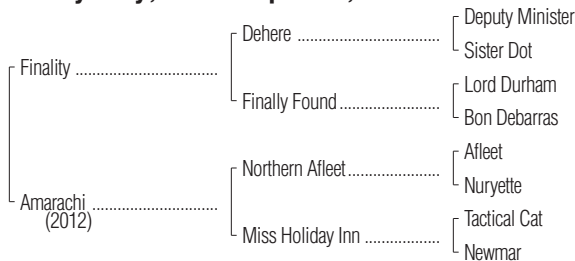 Deputy Minister
Dehere
Sister Dot
Finality
Lord Durham
Finally Found
Bon Debarras
Afleet
Northern Afleet
Nuryette
Amarachi
(2012)
Tactical Cat
Miss Holiday Inn
Newmar